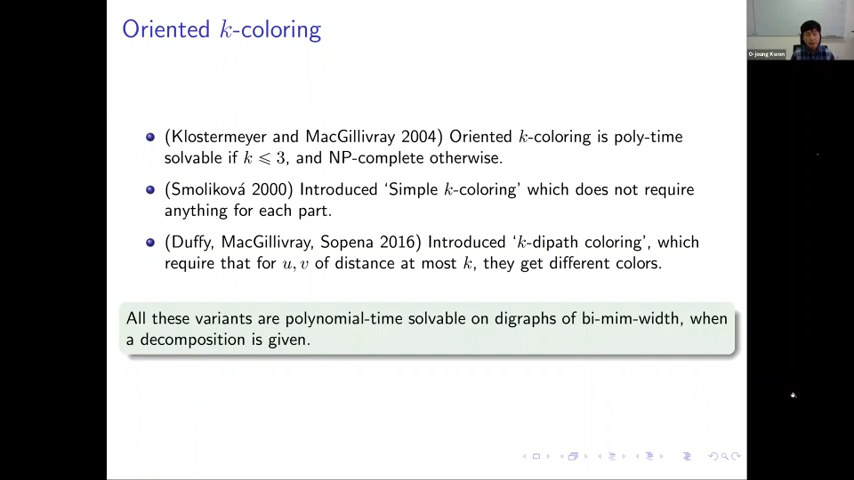 Oriented k-coloring
O-joung Kwon
(Klostermeyer and MacGillivray 2004) Oriented k-coloring is poly-time
solvable if k ⩽ 3, and NP-complete otherwise.
(Smoliková 2000) Introduced ‘Simple k-coloring’ which does not require
anything for each part.
(Duffy, MacGillivray, Sopena 2016) Introduced ‘k-dipath coloring’, which
require that for u, v of distance at most k, they get different colors.
All these variants are polynomial-time solvable on digraphs of bi-mim-width, when
a decomposition is given.